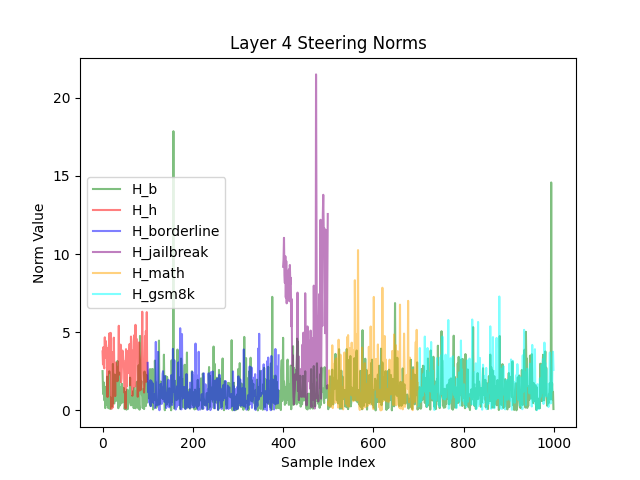 Layer 4 Steering Norms
Norm Value
20
15
10
5
0
H_b
H_h
H_borderline
H_jailbreak
H_math
H_gsm8k
0 200 400 600 800 1000
Sample Index